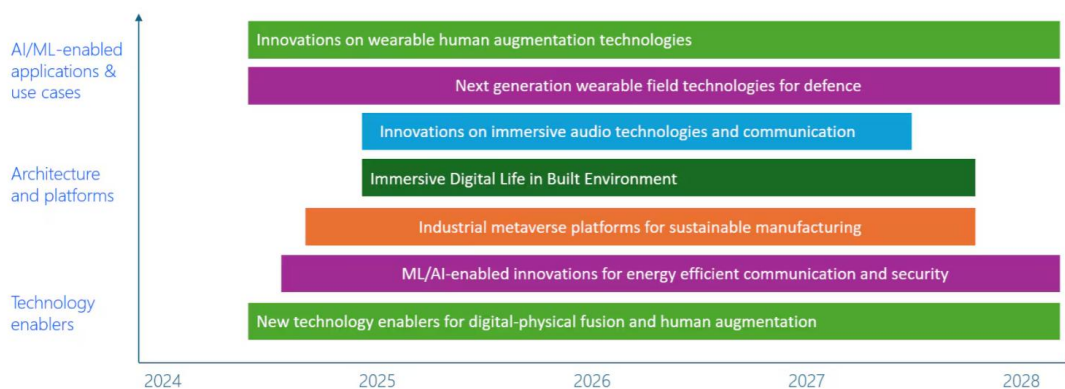 AI/ML-enabled
applications &
use cases
Innovations on wearable human augmentation technologies
Next generation wearable field technologies for defence
Innovations on immersive audio technologies and communication
Architecture
and platforms
Immersive Digital Life in Built Environment
Industrial metaverse platforms for sustainable manufacturing
ML/AI-enabled innovations for energy efficient communication and security
Technology
enablers
New technology enablers for digital-physical fusion and human augmentation
2024 2025 2026 2027 2028